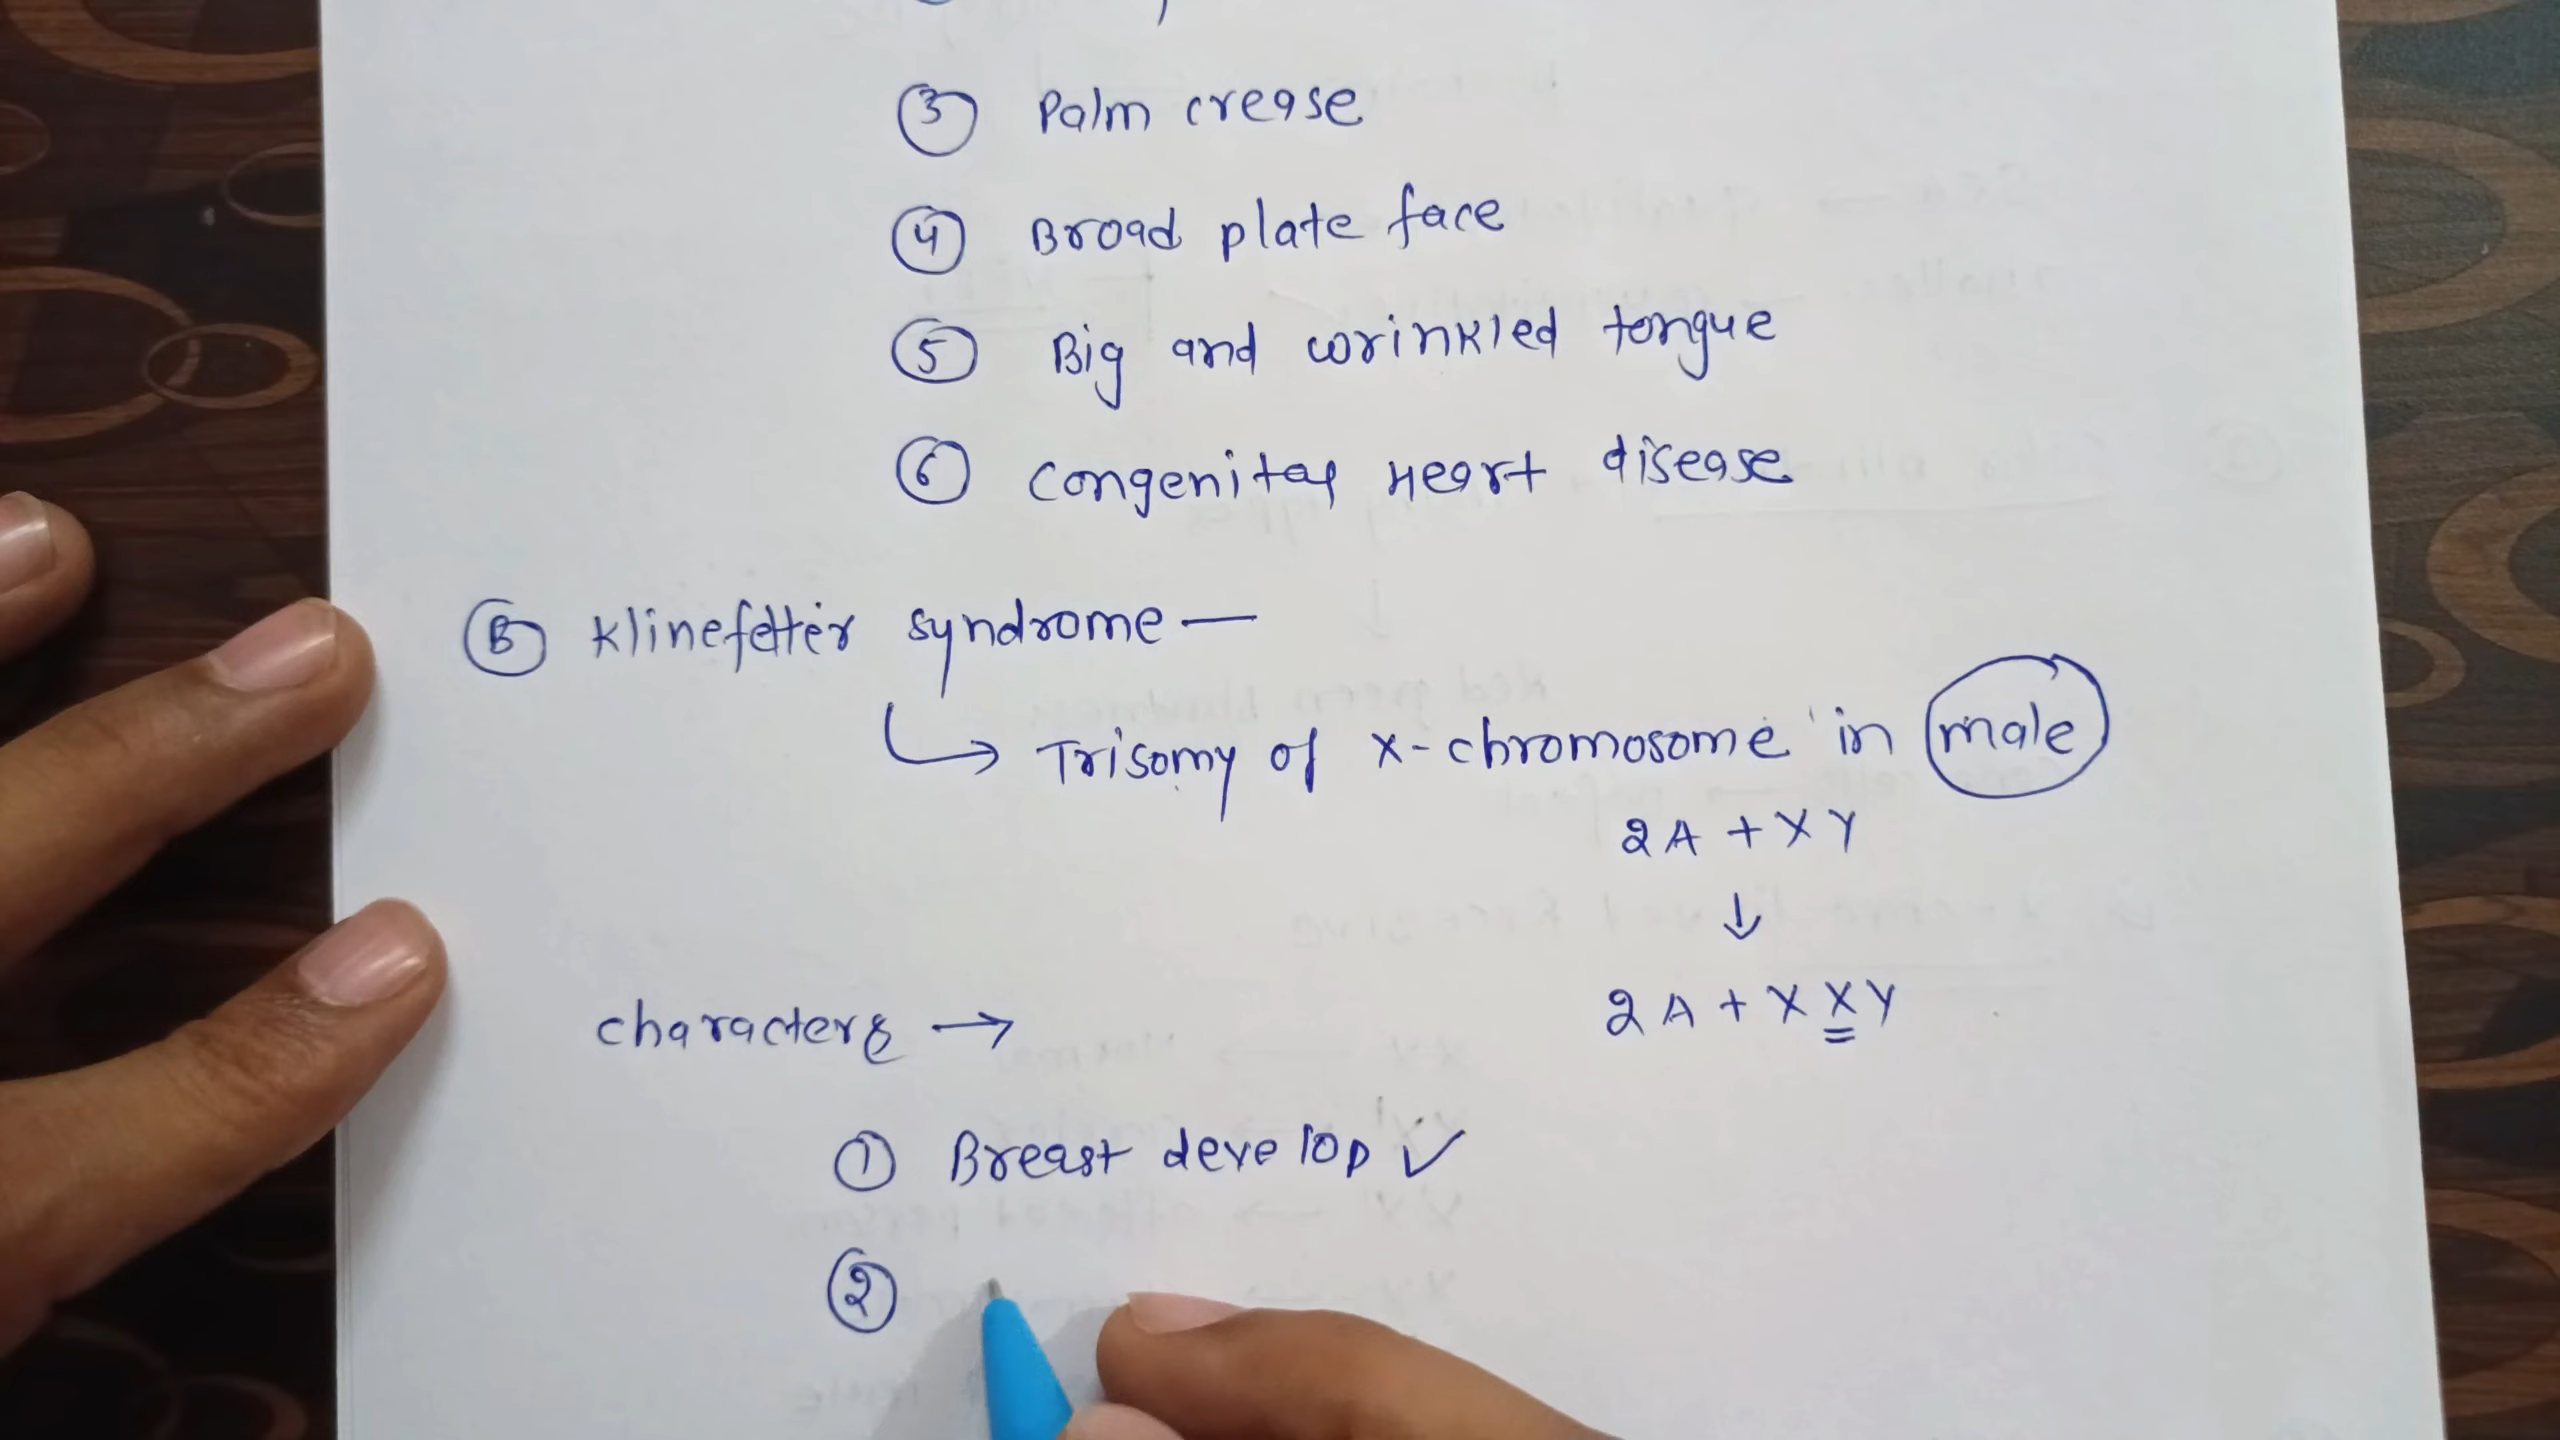 ③ Palm crease
④ Broad plate face
⑤ Big and wrinkled tongue
⑥ Congenital Heart disease
Ⓑ Klinefelter syndrome —
↳ Trisomy of X-chromosome in male
2A + XY
↓
2A + XXY
characters →
① Breast develop ✓
②